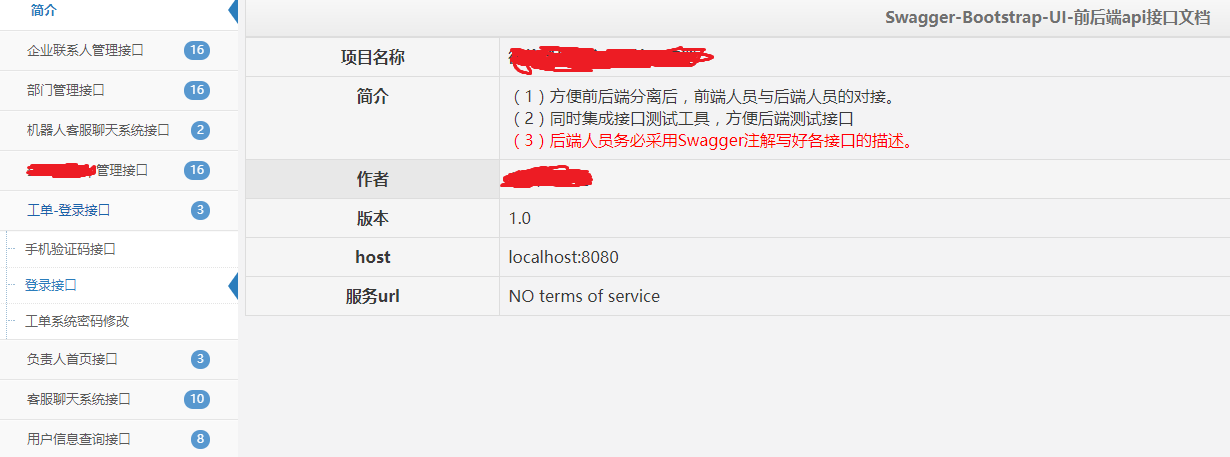 简介
企业联系人管理接口 16
部门管理接口 16
机器人客服聊天系统接口 2
管理接口 16
工单-登录接口 3
手机验证码接口
登录接口
工单系统密码修改
负责人首页接口 3
客服聊天系统接口 10
用户信息查询接口 8
Swagger-Bootstrap-UI-前后端api接口文档
项目名称
简介
（1）方便前后端分离后，前端人员与后端人员的对接。
（2）同时集成接口测试工具，方便后端测试接口
（3）后端人员务必采用Swagger注解写好各接口的描述。
作者
版本 1.0
host localhost:8080
服务url NO terms of service